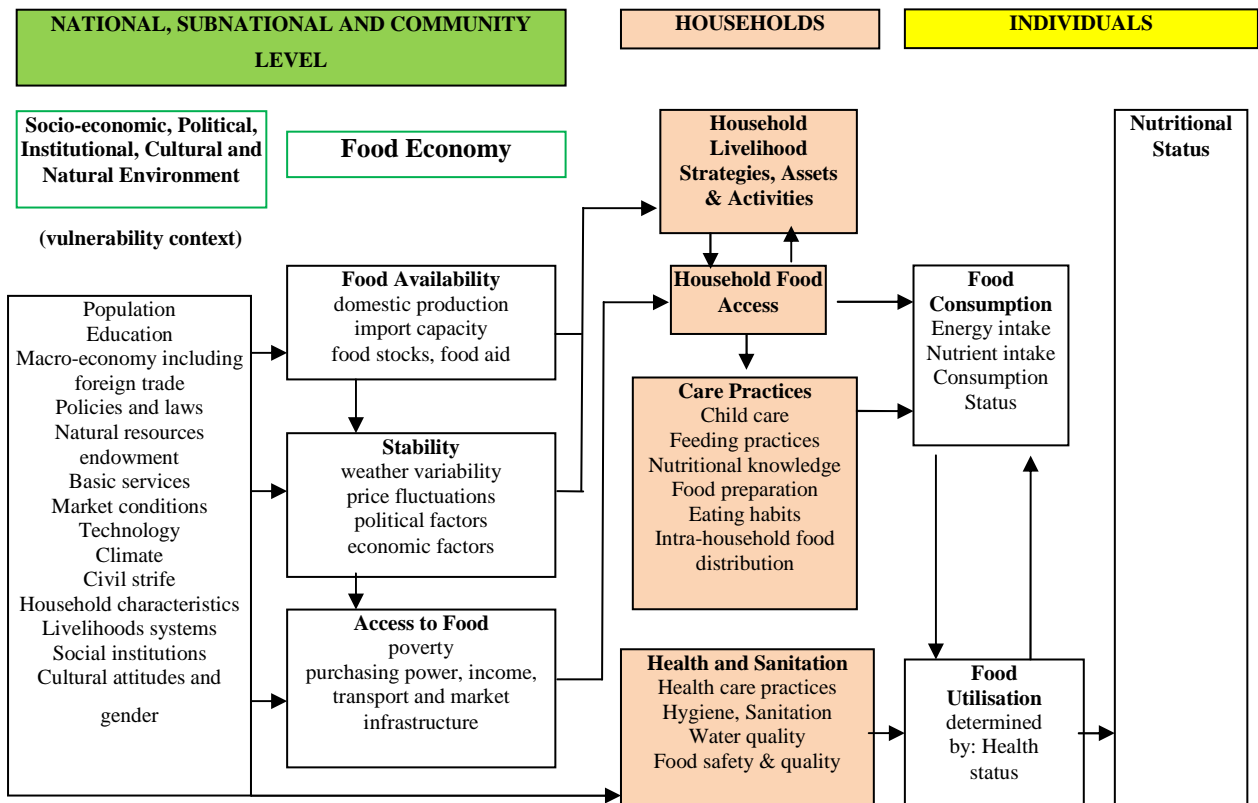 NATIONAL, SUBNATIONAL AND COMMUNITY
LEVEL
HOUSEHOLDS
INDIVIDUALS
Socio-economic, Political,
Institutional, Cultural and
Natural Environment
(vulnerability context)
Population
Education
Macro-economy including
foreign trade
Policies and laws
Natural resources
endowment
Basic services
Market conditions
Technology
Climate
Civil strife
Household characteristics
Livelihoods systems
Social institutions
Cultural attitudes and
gender
Food Economy
Food Availability
domestic production
import capacity
food stocks, food aid
Stability
weather variability
price fluctuations
political factors
economic factors
Access to Food
poverty
purchasing power, income,
transport and market
infrastructure
Household
Livelihood
Strategies, Assets
& Activities
Household Food
Access
Care Practices
Child care
Feeding practices
Nutritional knowledge
Food preparation
Eating habits
Intra-household food
distribution
Health and Sanitation
Health care practices
Hygiene, Sanitation
Water quality
Food safety & quality
Food
Consumption
Energy intake
Nutrient intake
Consumption
Status
Food
Utilisation
determined
by: Health
status
Nutritional
Status